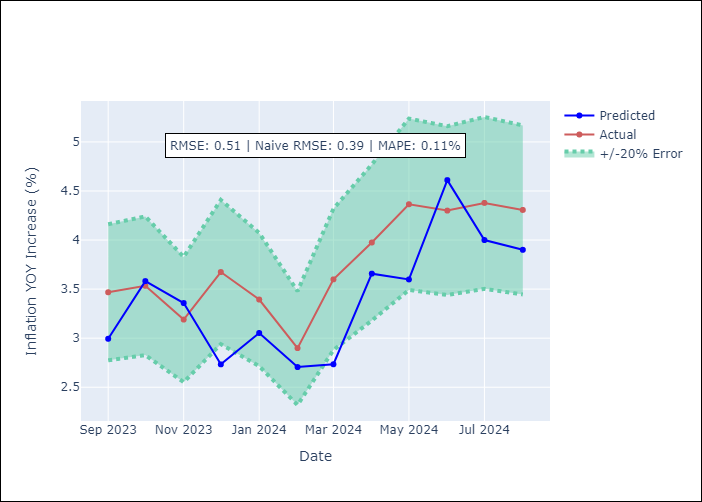 RMSE: 0.51 | Naive RMSE: 0.39 | MAPE: 0.11%
Predicted
Actual
+/-20% Error
Inflation YOY Increase (%)
5
4.5
4
3.5
3
2.5
Sep 2023
Nov 2023
Jan 2024
Mar 2024
May 2024
Jul 2024
Date